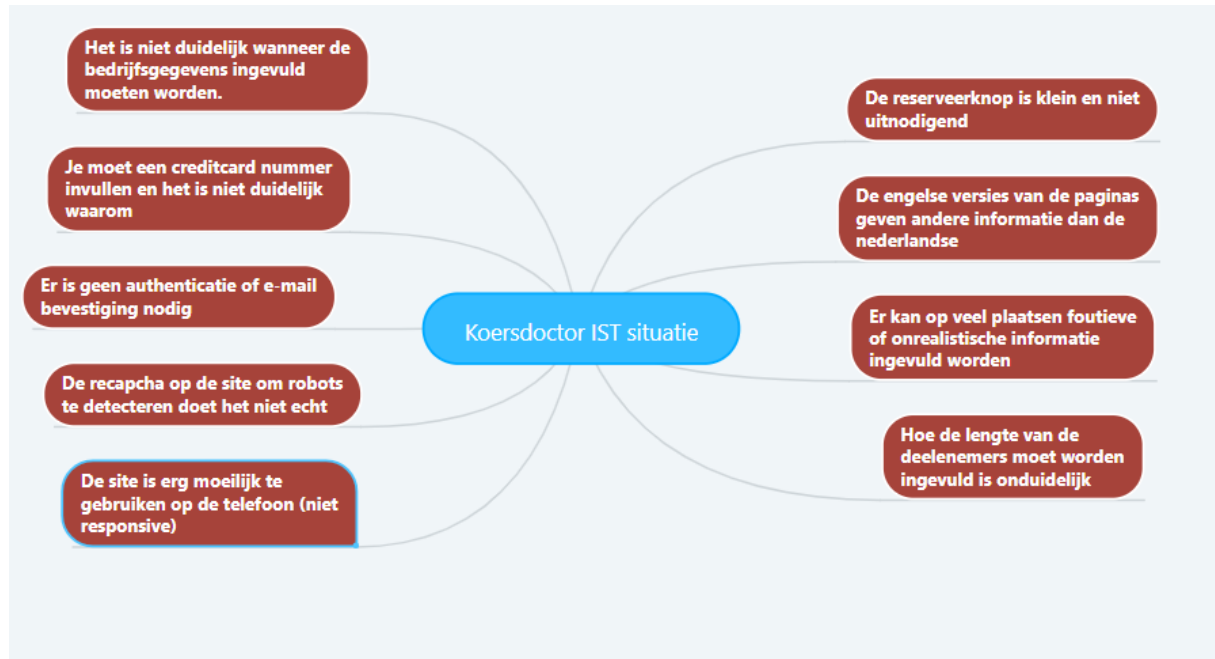 Het is niet duidelijk wanneer de
bedrijfsgegevens ingevuld
moeten worden.
Je moet een creditcard nummer
invullen en het is niet duidelijk
waarom
Er is geen authenticatie of e-mail
bevestiging nodig
De recapcha op de site om robots
te detecteren doet het niet echt
De site is erg moeilijk te
gebruiken op de telefoon (niet
responsive)
Koersdoctor IST situatie
De reserveerknop is klein en niet
uitnodigend
De engelse versies van de paginas
geven andere informatie dan de
nederlandse
Er kan op veel plaatsen foutieve
of onrealistische informatie
ingevuld worden
Hoe de lengte van de
deelenemers moet worden
ingevuld is onduidelijk